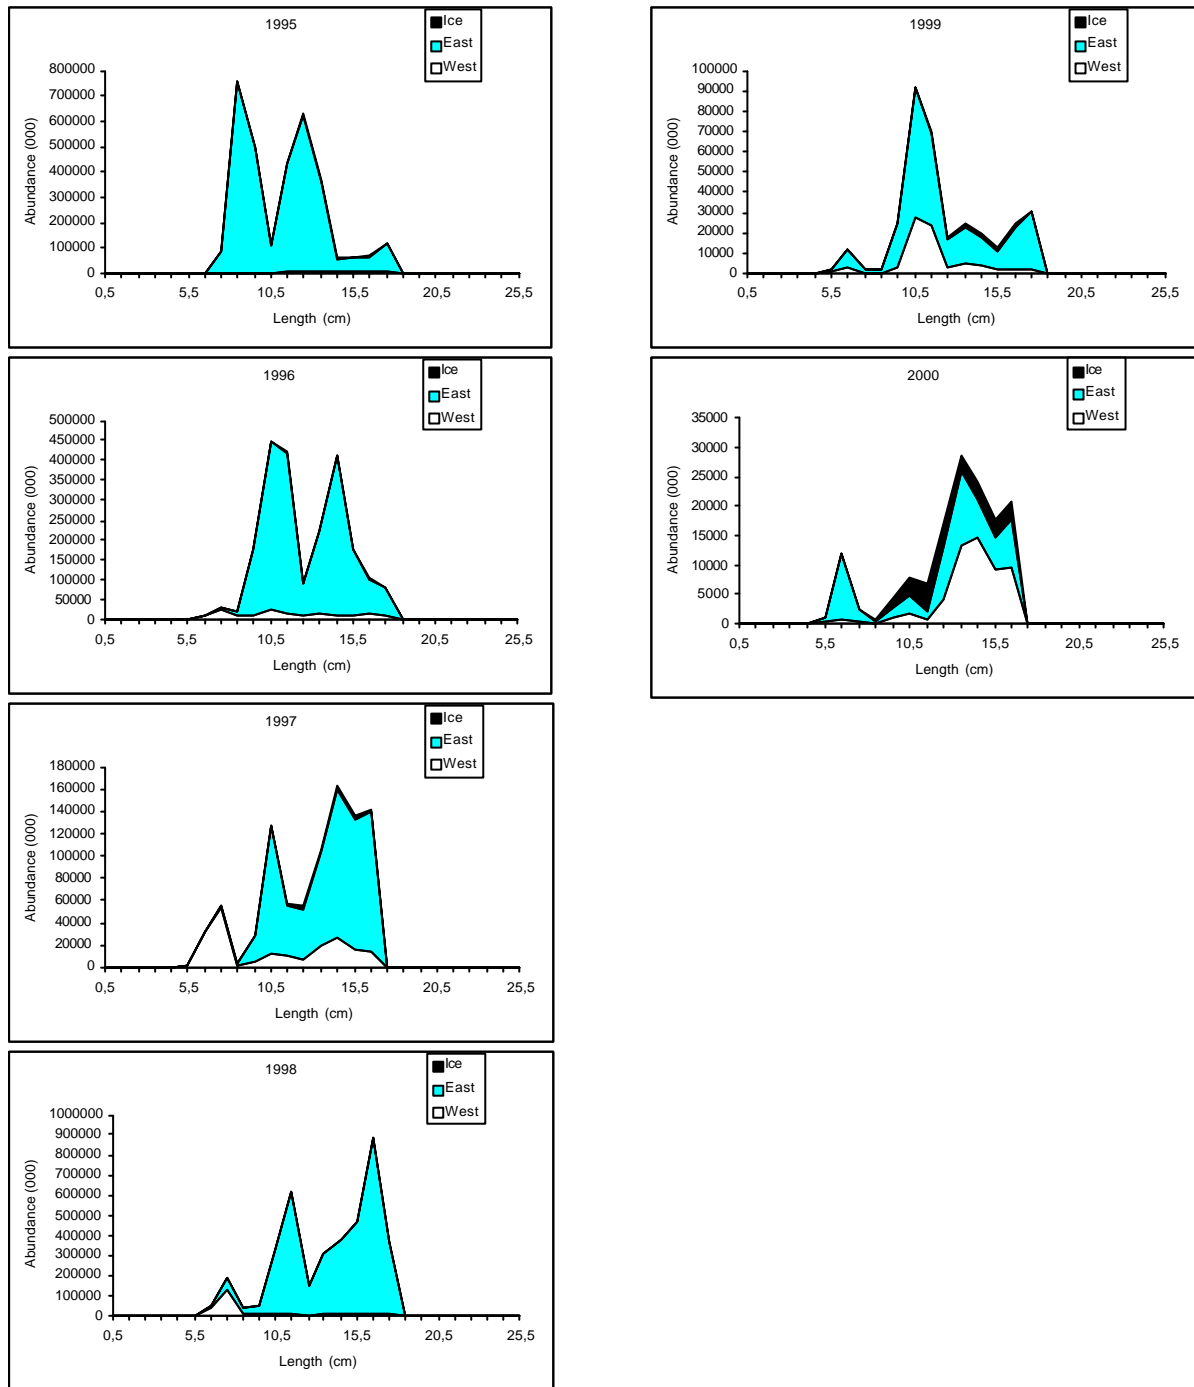 1995
Ice
East
West
Abundance (000)
800000
700000
600000
500000
400000
300000
200000
100000
0
0,5 5,5 10,5 15,5 20,5 25,5
Length (cm)
1999
Ice
East
West
Abundance (000)
100000
90000
80000
70000
60000
50000
40000
30000
20000
10000
0
0,5 5,5 10,5 15,5 20,5 25,5
Length (cm)
1996
Ice
East
West
Abundance (000)
500000
450000
400000
350000
300000
250000
200000
150000
100000
50000
0
0,5 5,5 10,5 15,5 20,5 25,5
Length (cm)
2000
Ice
East
West
Abundance (000)
35000
30000
25000
20000
15000
10000
5000
0
0,5 5,5 10,5 15,5 20,5 25,5
Length (cm)
1997
Ice
East
West
Abundance (000)
180000
160000
140000
120000
100000
80000
60000
40000
20000
0
0,5 5,5 10,5 15,5 20,5 25,5
Length (cm)
1998
Ice
East
West
Abundance (000)
1000000
900000
800000
700000
600000
500000
400000
300000
200000
100000
0
0,5 5,5 10,5 15,5 20,5 25,5
Length (cm)